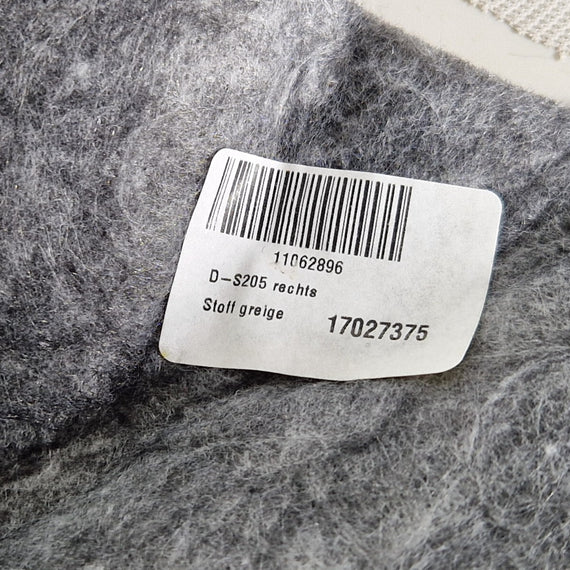 11062896
D-S205 rechts
Stoff greige
17027375